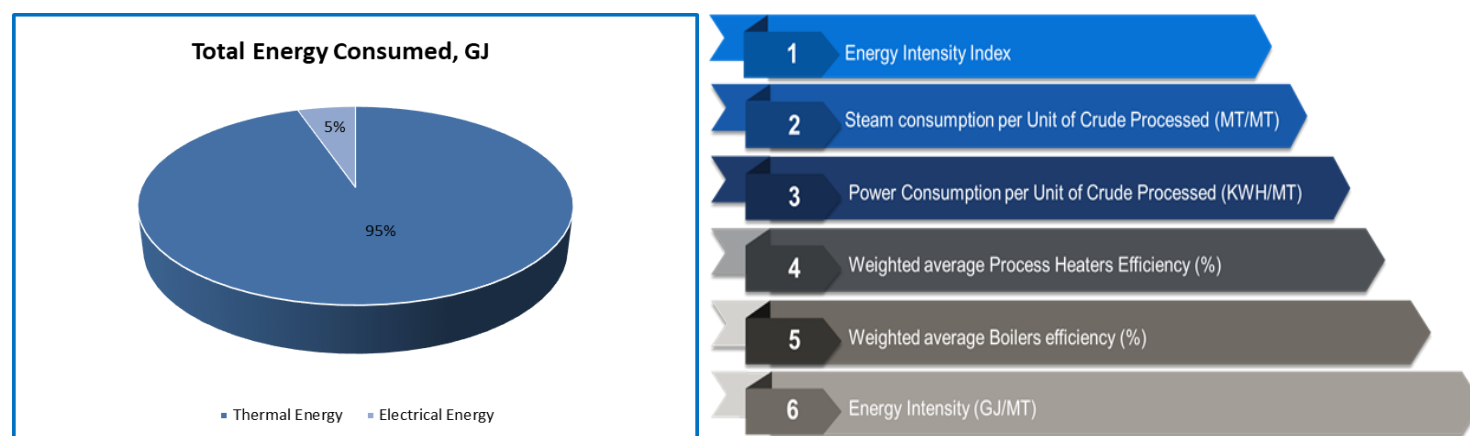 Total Energy Consumed, GJ
5%
95%
Thermal Energy
Electrical Energy
1
Energy Intensity Index
2
Steam consumption per Unit of Crude Processed (MT/MT)
3
Power Consumption per Unit of Crude Processed (KWH/MT)
4
Weighted average Process Heaters Efficiency (%)
5
Weighted average Boilers efficiency (%)
6
Energy Intensity (GJ/MT)